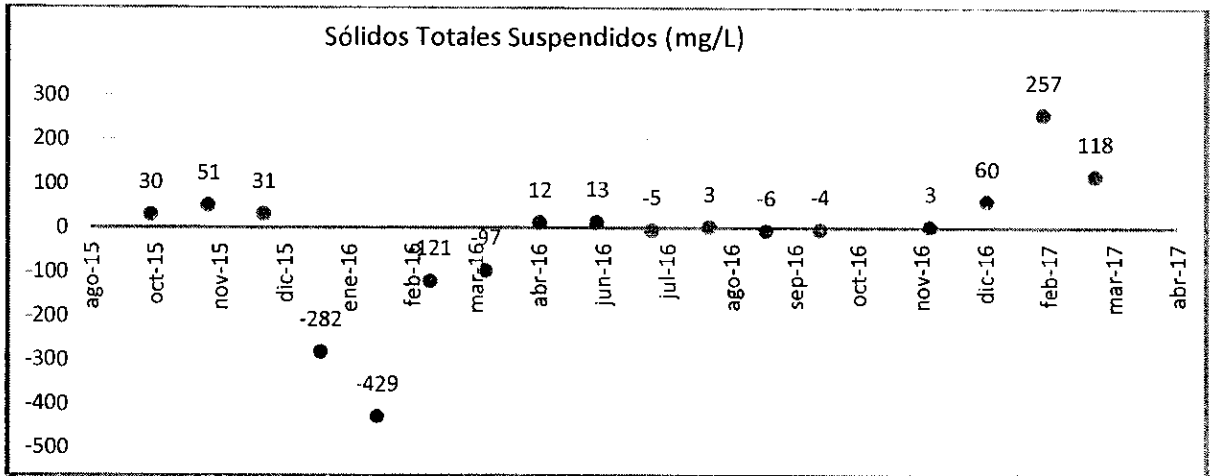 Sólidos Totales Suspendidos (mg/L)
300
200
100
0
-100
-200
-300
-400
-500
30
51
31
-282
-429
-121
-97
12
13
-5
3
-6
-4
3
60
257
118
ago-15
oct-15
nov-15
dic-15
ene-16
feb-16
mar-16
abr-16
jun-16
jul-16
ago-16
sep-16
oct-16
nov-16
dic-16
feb-17
mar-17
abr-17